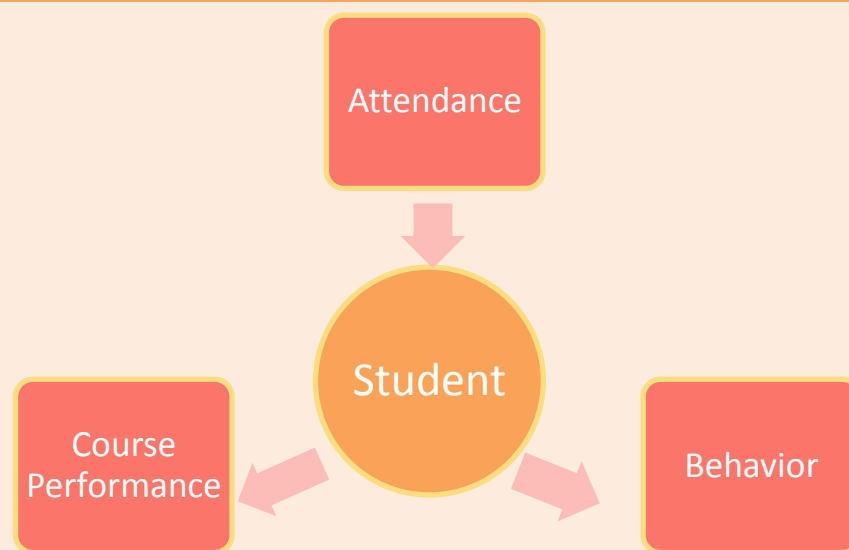 Attendance
Student
Course
Performance
Behavior